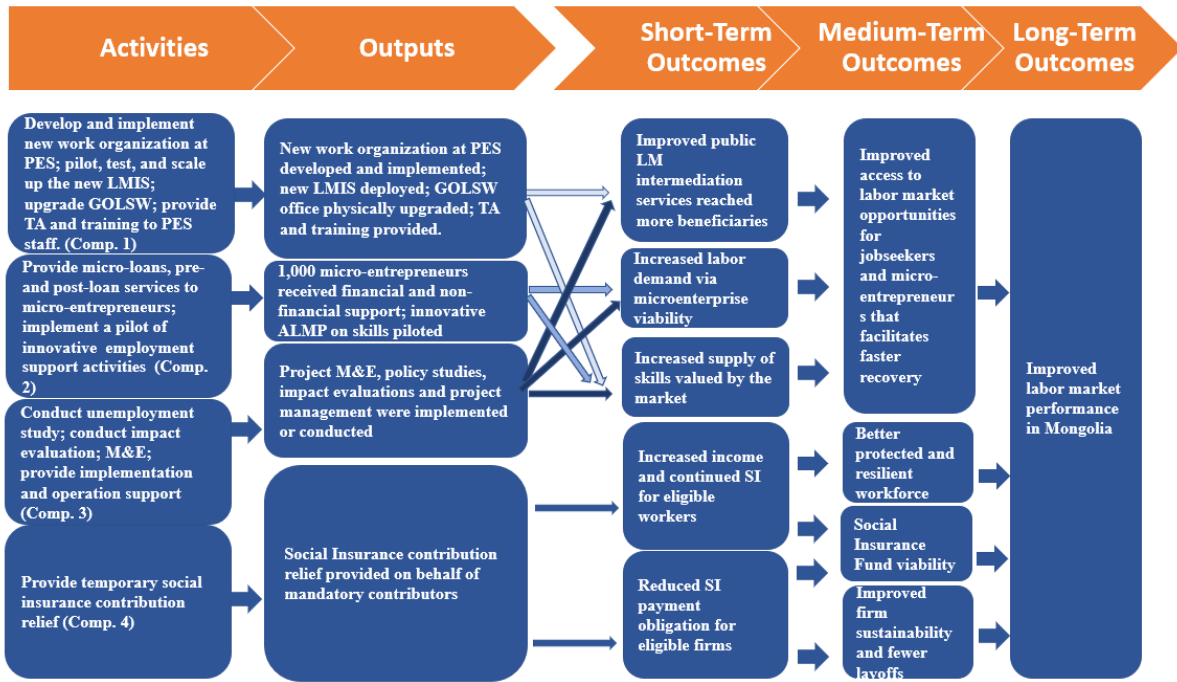 Activities
Outputs
Short-Term
Outcomes
Medium-Term
Outcomes
Long-Term
Outcomes
Develop and implement
new work organization at
PES; pilot, test, and scale
up the new LMIS;
upgrade GOLSW; provide
TA and training to PES
staff. (Comp. 1)
Provide micro-loans, pre-
and post-loan services to
micro-entrepreneurs;
implement a pilot of
innovative employment
support activities (Comp.
2)
Conduct unemployment
study; conduct impact
evaluation; M&E;
provide implementation
and operation support
(Comp. 3)
Provide temporary social
insurance contribution
relief (Comp. 4)
New work organization at PES
developed and implemented;
new LMIS deployed; GOLSW
office physically upgraded; TA
and training provided.
1,000 micro-entrepreneurs
received financial and non-
financial support; innovative
ALMP on skills piloted
Project M&E, policy studies,
impact evaluations and project
management were implemented
or conducted
Social Insurance contribution
relief provided on behalf of
mandatory contributors
Improved public
LM
intermediation
services reached
more beneficiaries
Increased labor
demand via
microenterprise
viability
Increased supply of
skills valued by the
market
Increased income
and continued SI
for eligible
workers
Reduced SI
payment
obligation for
eligible firms
Improved
access to
labor market
opportunities
for
jobseekers
and micro-
entrepreneur
s that
facilitates
faster
recovery
Better
protected and
resilient
workforce
Social
Insurance
Fund viability
Improved
firm
sustainability
and fewer
layoffs
Improved
labor market
performance
in Mongolia